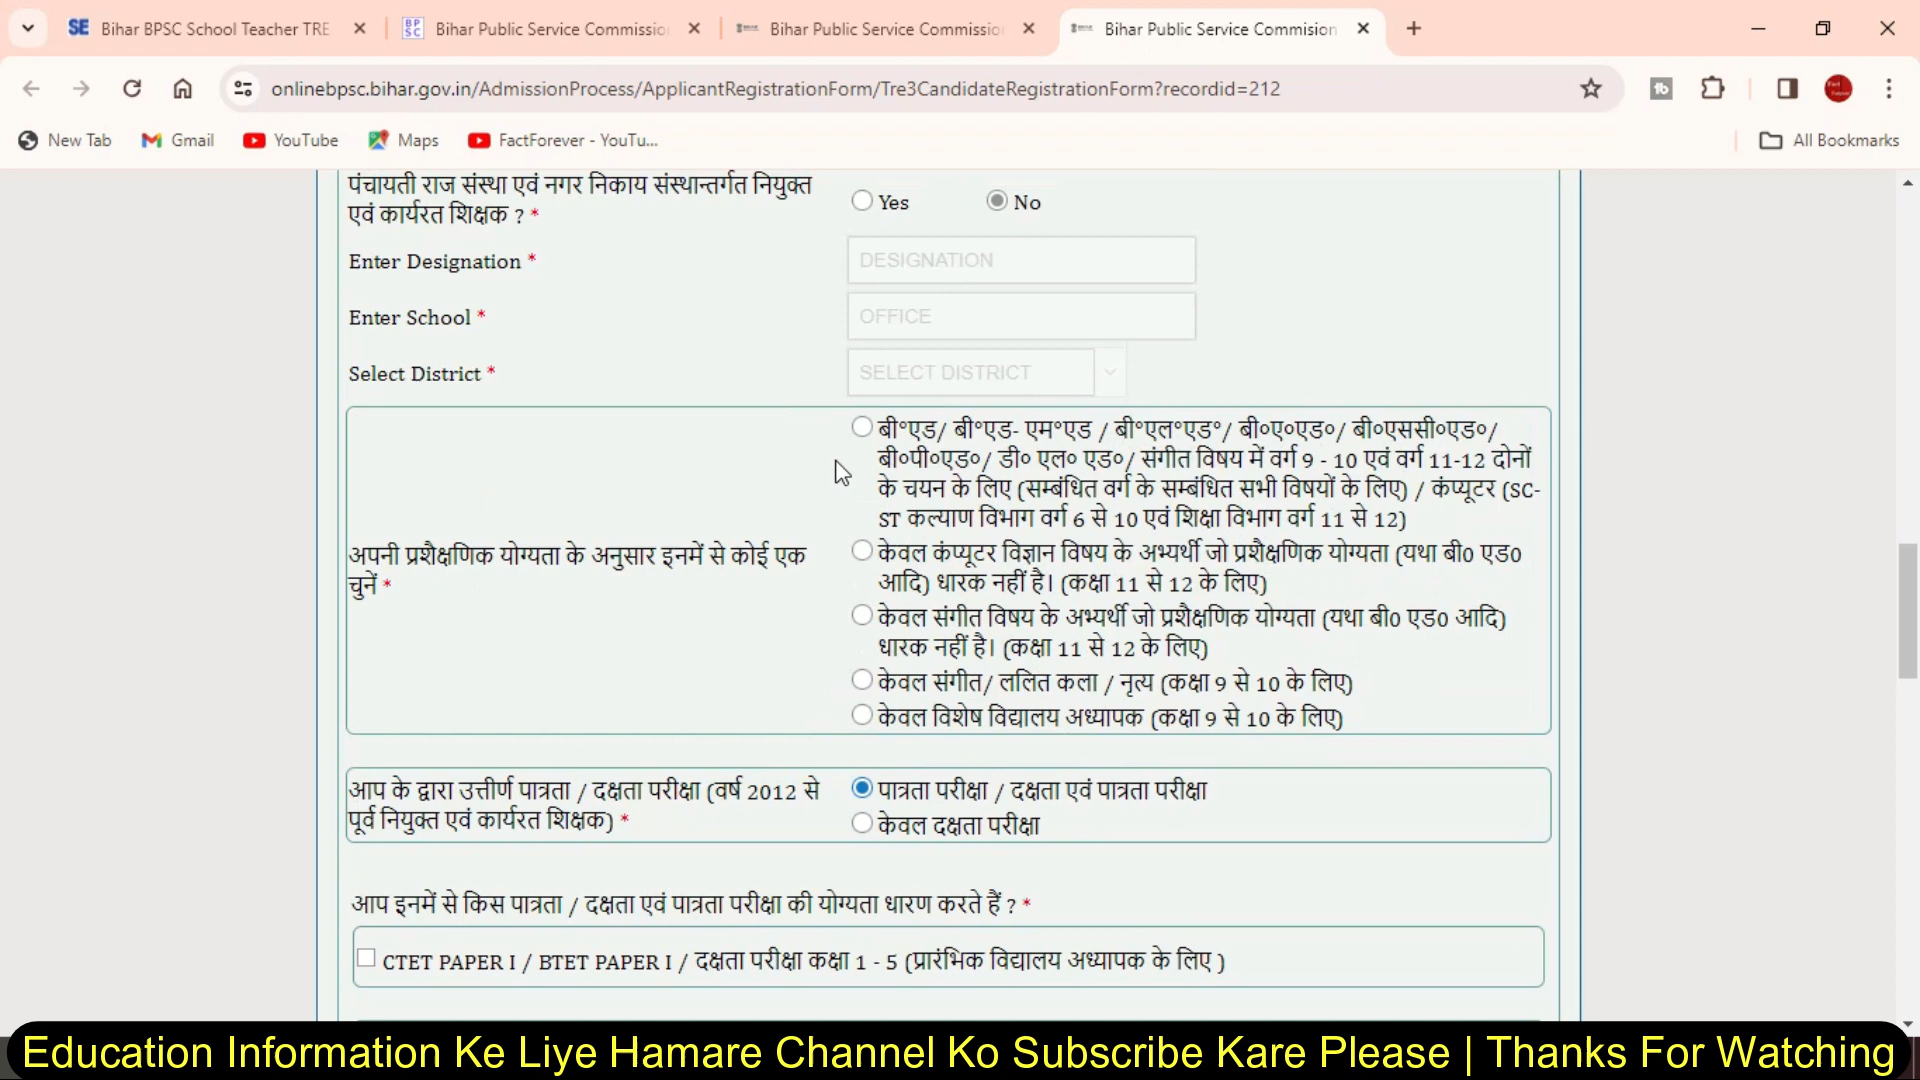 SE Bihar BPSC School Teacher TRE
BPSC Bihar Public Service Commissio
Bihar Public Service Commissio
Bihar Public Service Commision
onlinebpsc.bihar.gov.in/AdmissionProcess/ApplicantRegistrationForm/Tre3CandidateRegistrationForm?recordid=212
New Tab Gmail YouTube Maps FactForever - YouTu... All Bookmarks
पंचायती राज संस्था एवं नगर निकाय संस्थान्तर्गत नियुक्त
एवं कार्यरत शिक्षक ? *
Yes No
Enter Designation * DESIGNATION
Enter School * OFFICE
Select District * SELECT DISTRICT
अपनी प्रशैक्षणिक योग्यता के अनुसार इनमें से कोई एक
चुनें *
बी॰एड/ बी॰एड- एम॰एड / बी॰एल॰एड॰/ बी०ए०एड०/ बी०एससी०एड०/
बी०पी०एड०/ डी० एल० एड०/ संगीत विषय में वर्ग 9 - 10 एवं वर्ग 11-12 दोनों
के चयन के लिए (सम्बंधित वर्ग के सम्बंधित सभी विषयों के लिए) / कंप्यूटर (SC-
ST कल्याण विभाग वर्ग 6 से 10 एवं शिक्षा विभाग वर्ग 11 से 12)
केवल कंप्यूटर विज्ञान विषय के अभ्यर्थी जो प्रशैक्षणिक योग्यता (यथा बी0 एड0
आदि) धारक नहीं है। (कक्षा 11 से 12 के लिए)
केवल संगीत विषय के अभ्यर्थी जो प्रशैक्षणिक योग्यता (यथा बी0 एड0 आदि)
धारक नहीं है। (कक्षा 11 से 12 के लिए)
केवल संगीत/ ललित कला / नृत्य (कक्षा 9 से 10 के लिए)
केवल विशेष विद्यालय अध्यापक (कक्षा 9 से 10 के लिए)
आप के द्वारा उत्तीर्ण पात्रता / दक्षता परीक्षा (वर्ष 2012 से
पूर्व नियुक्त एवं कार्यरत शिक्षक) *
पात्रता परीक्षा / दक्षता एवं पात्रता परीक्षा
केवल दक्षता परीक्षा
आप इनमें से किस पात्रता / दक्षता एवं पात्रता परीक्षा की योग्यता धारण करते हैं ? *
CTET PAPER I / BTET PAPER I / दक्षता परीक्षा कक्षा 1 - 5 (प्रारंभिक विद्यालय अध्यापक के लिए )
Education Information Ke Liye Hamare Channel Ko Subscribe Kare Please | Thanks For Watching